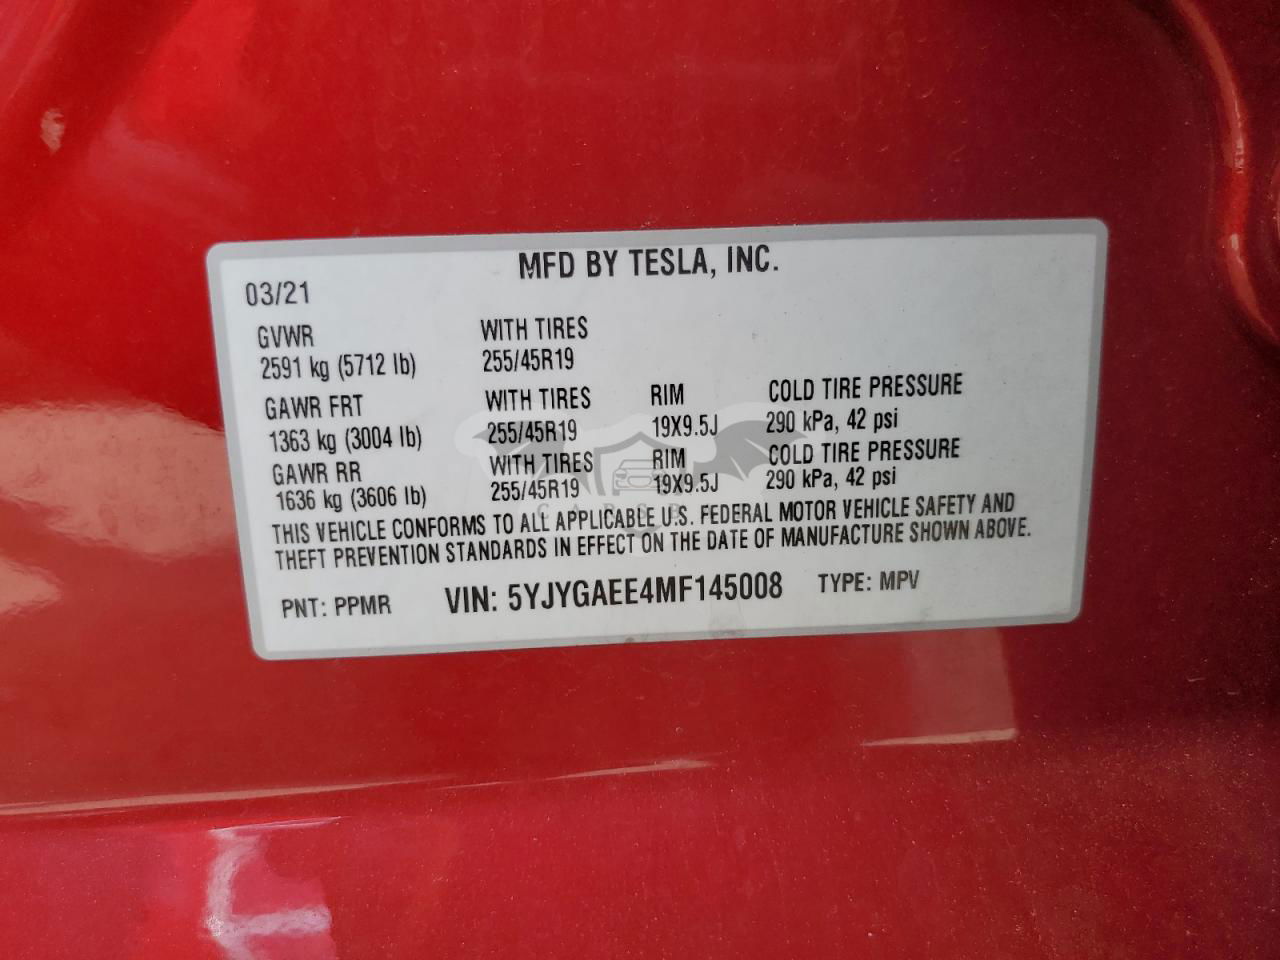 MFD BY TESLA, INC.
03/21
GVWR WITH TIRES
2591 kg (5712 lb) 255/45R19
GAWR FRT WITH TIRES RIM COLD TIRE PRESSURE
1363 kg (3004 lb) 255/45R19 19X9.5J 290 kPa, 42 psi
GAWR RR WITH TIRES RIM COLD TIRE PRESSURE
1636 kg (3606 lb) 255/45R19 19X9.5J 290 kPa, 42 psi
THIS VEHICLE CONFORMS TO ALL APPLICABLE U.S. FEDERAL MOTOR VEHICLE SAFETY AND
THEFT PREVENTION STANDARDS IN EFFECT ON THE DATE OF MANUFACTURE SHOWN ABOVE.
PNT: PPMR VIN: 5YJYGAEE4MF145008 TYPE: MPV